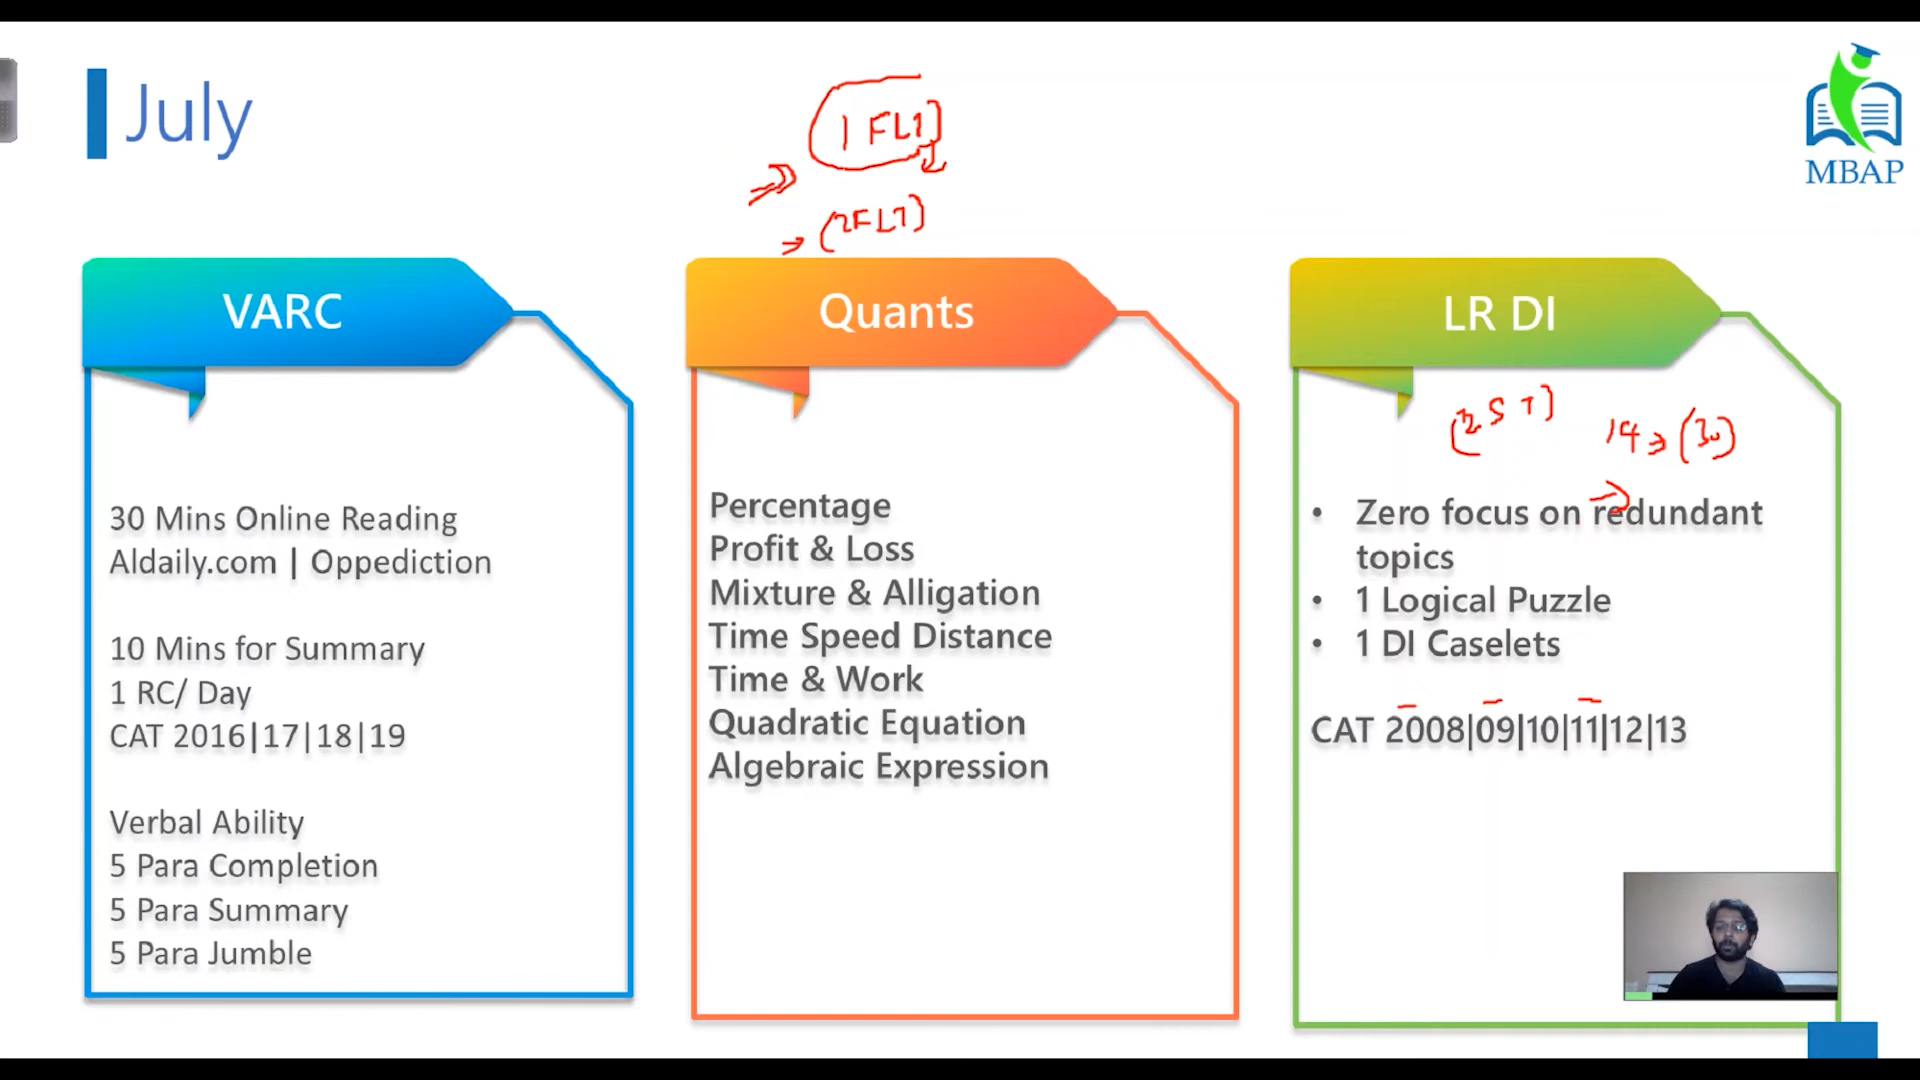 July
1 FLT
(2FLT)
MBAP
VARC
30 Mins Online Reading
Aldaily.com | Oppediction
10 Mins for Summary
1 RC/ Day
CAT 2016|17|18|19
Verbal Ability
5 Para Completion
5 Para Summary
5 Para Jumble
Quants
Percentage
Profit & Loss
Mixture & Alligation
Time Speed Distance
Time & Work
Quadratic Equation
Algebraic Expression
LR DI
(2 S T)
(30)
• Zero focus on redundant
topics
• 1 Logical Puzzle
• 1 DI Caselets
CAT 2008|09|10|11|12|13